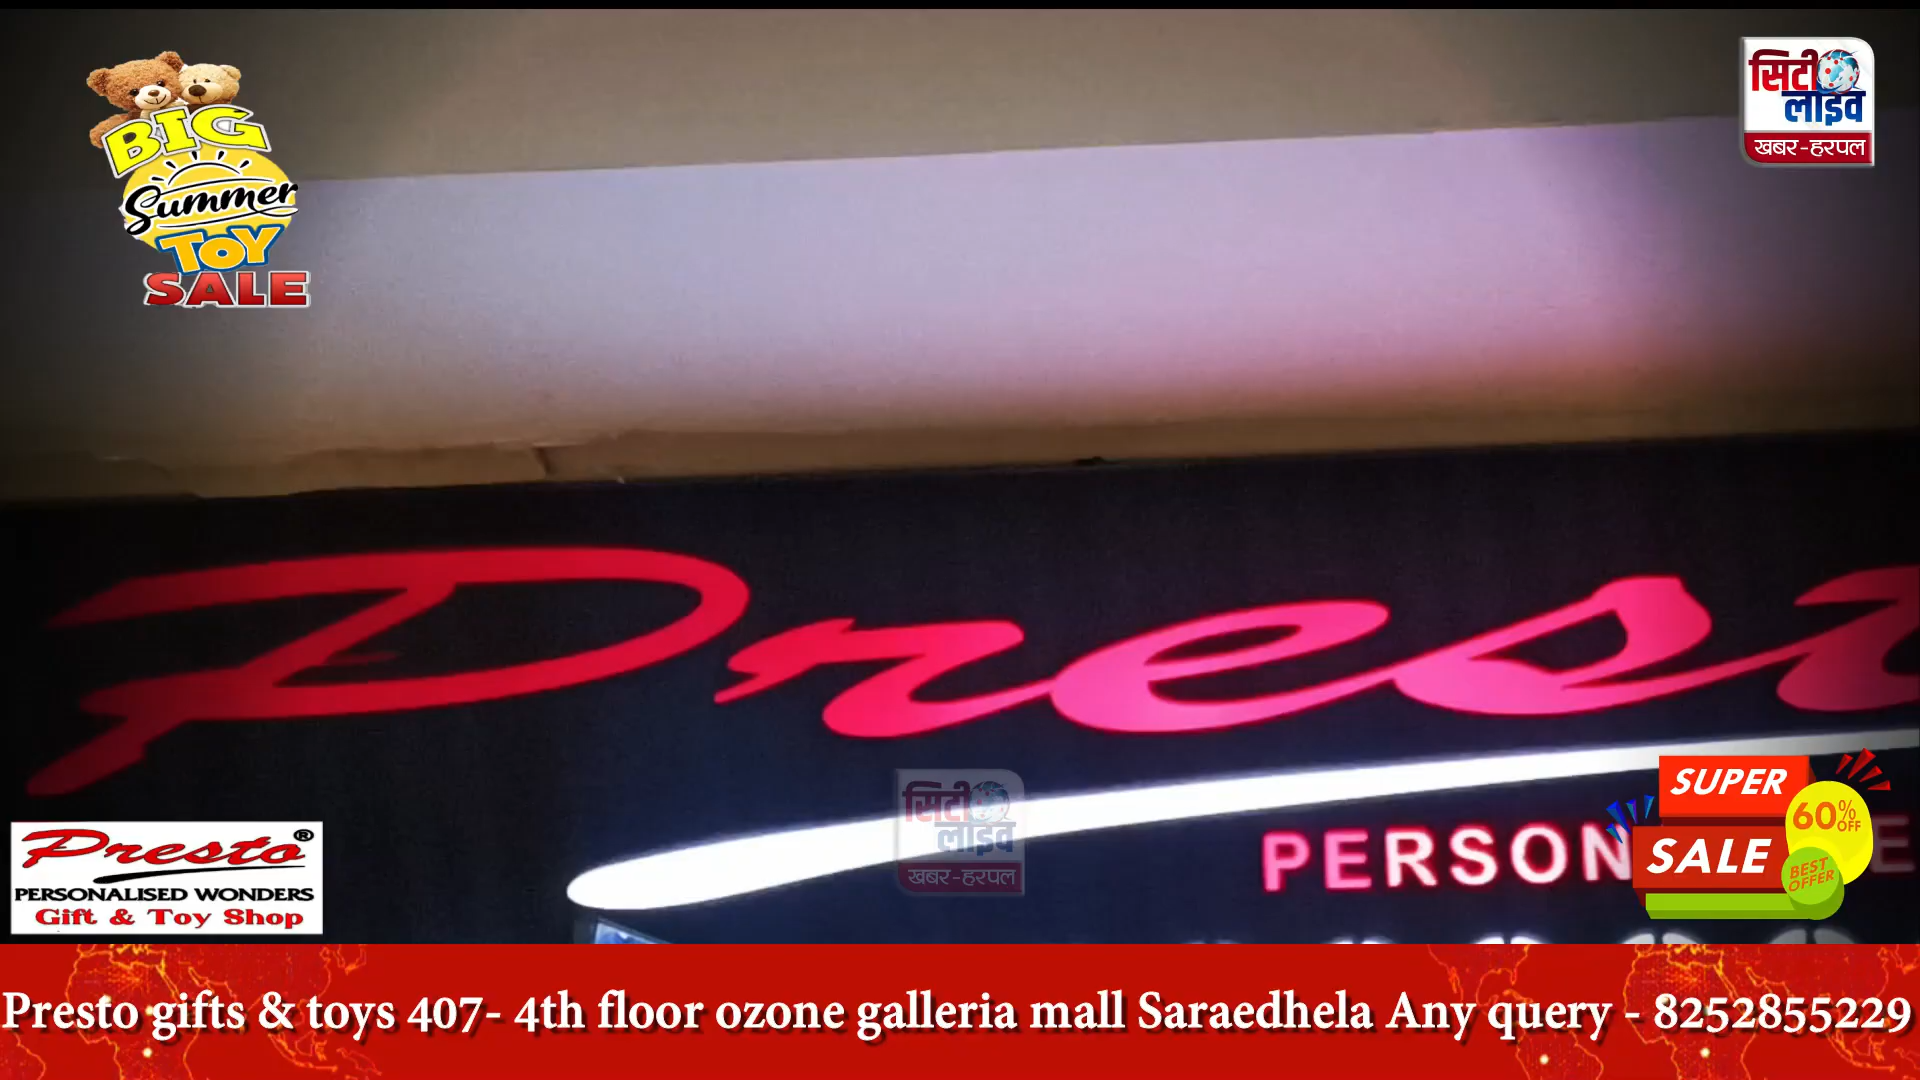 BIG
Summer
TOY
SALE
सिटी
लाइव
खबर-हरपल
Pres
PERSON
सिटी
लाइव
खबर-हरपल
SUPER
SALE
60% OFF
BEST OFFER
Presto®
PERSONALISED WONDERS
Gift & Toy Shop
Presto gifts & toys 407- 4th floor ozone galleria mall Saraedhela Any query - 8252855229